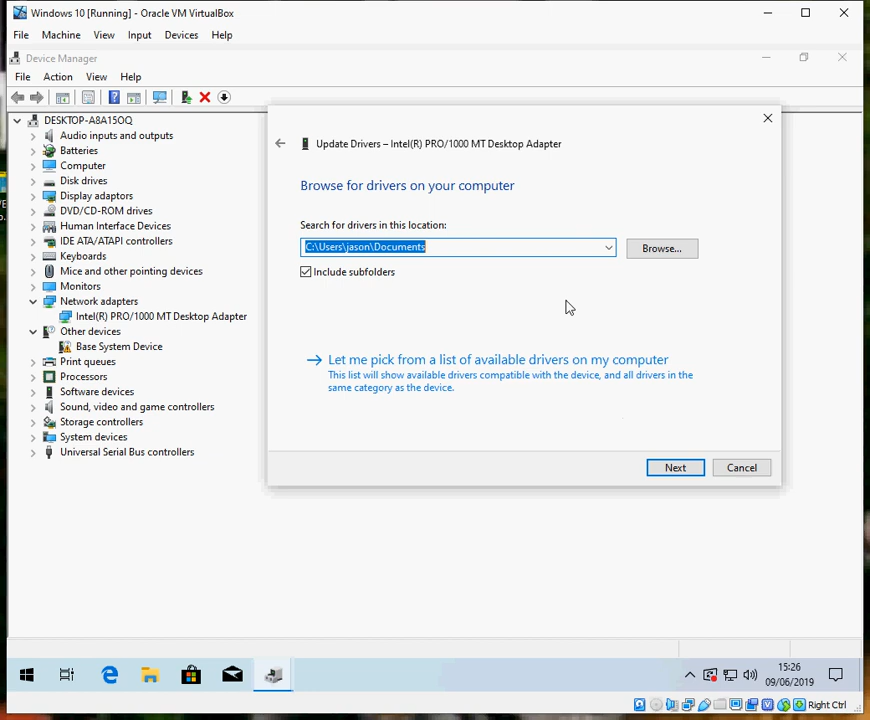 Windows 10 [Running] - Oracle VM VirtualBox
File Machine View Input Devices Help
Device Manager
File Action View Help
DESKTOP-A8A15OQ
Audio inputs and outputs
Batteries
Computer
Disk drives
Display adaptors
DVD/CD-ROM drives
Human Interface Devices
IDE ATA/ATAPI controllers
Keyboards
Mice and other pointing devices
Monitors
Network adapters
Intel(R) PRO/1000 MT Desktop Adapter
Other devices
Base System Device
Print queues
Processors
Software devices
Sound, video and game controllers
Storage controllers
System devices
Universal Serial Bus controllers
Update Drivers – Intel(R) PRO/1000 MT Desktop Adapter
Browse for drivers on your computer
Search for drivers in this location:
C:\Users\jason\Documents
Browse...
Include subfolders
Let me pick from a list of available drivers on my computer
This list will show available drivers compatible with the device, and all drivers in the
same category as the device.
Next Cancel
15:26
09/06/2019
Right Ctrl